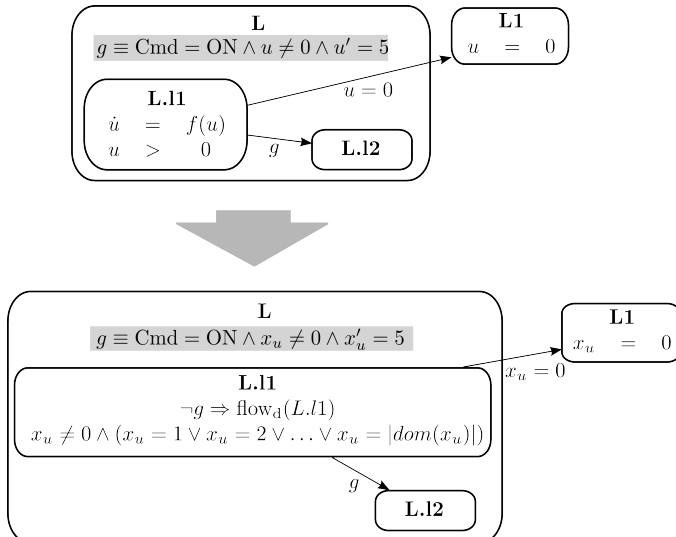 L
g ≡ Cmd = ON ∧ u ≠ 0 ∧ u′ = 5
L1
u = 0
L.l1
u̇ = f(u)
u > 0
u = 0
g
L.l2
L
g ≡ Cmd = ON ∧ x_u ≠ 0 ∧ x′_u = 5
L1
x_u = 0
L.l1
¬g ⇒ flow_d(L.l1)
x_u ≠ 0 ∧ (x_u = 1 ∨ x_u = 2 ∨ … ∨ x_u = |dom(x_u)|)
x_u = 0
g
L.l2